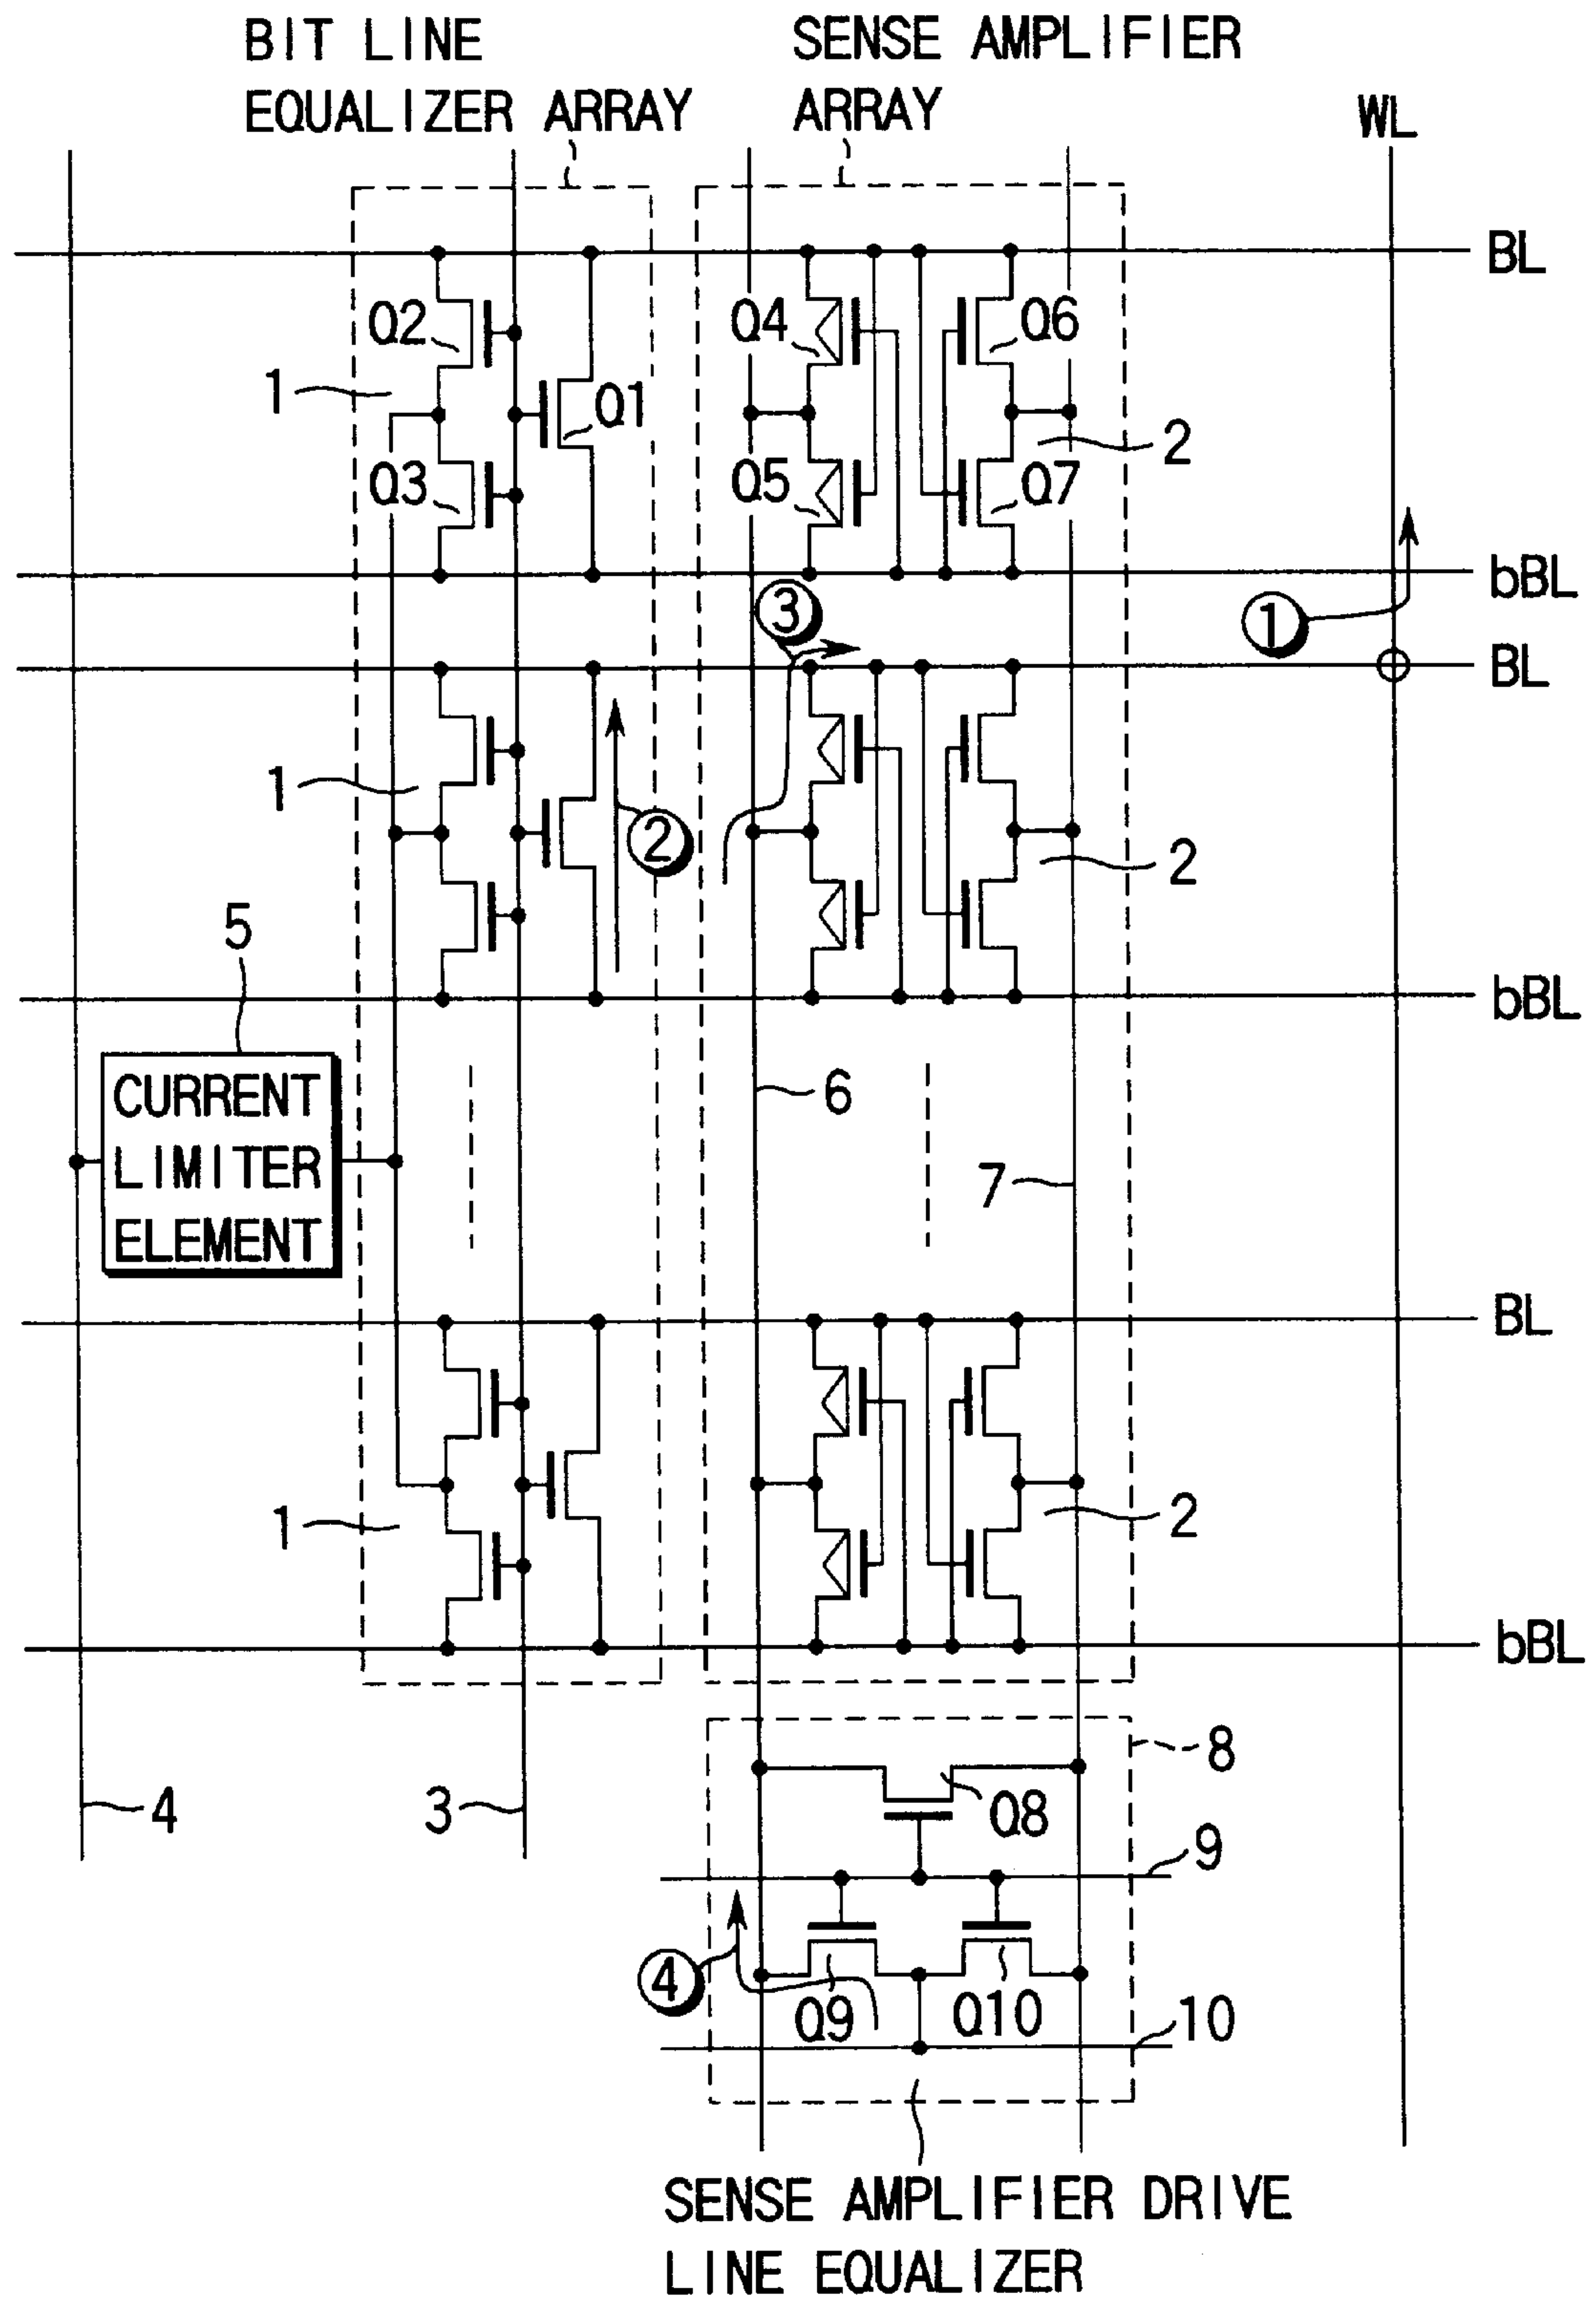 BIT LINE
EQUALIZER ARRAY
SENSE AMPLIFIER
ARRAY
WL
BL
Q2
Q4
Q6
1
Q1
2
Q3
Q5
Q7
bBL
③
①
BL
1
②
2
5
bBL
CURRENT
LIMITER
ELEMENT
6
7
BL
1
2
bBL
8
4
3
Q8
9
④
Q9
Q10
10
SENSE AMPLIFIER DRIVE
LINE EQUALIZER